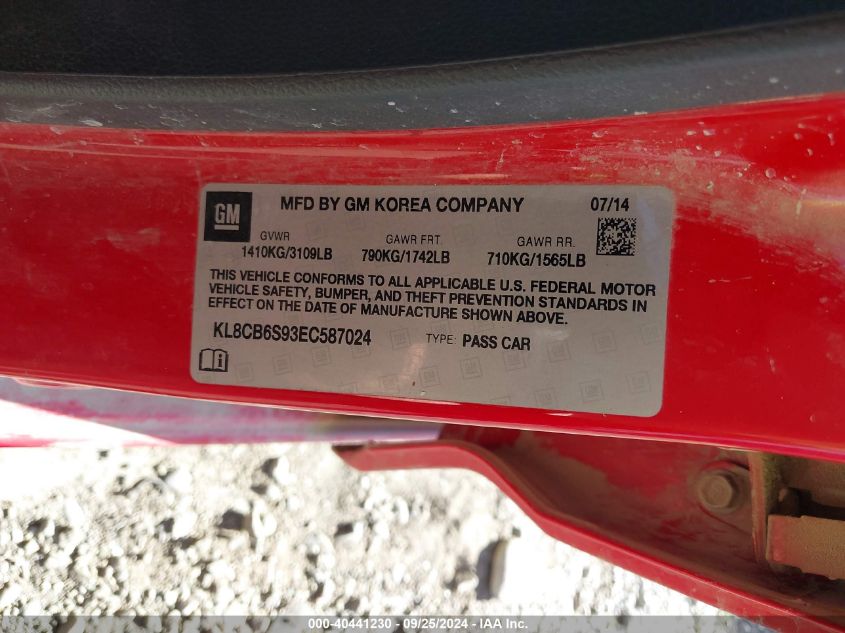 GM
MFD BY GM KOREA COMPANY 07/14
GVWR GAWR FRT. GAWR RR.
1410KG/3109LB 790KG/1742LB 710KG/1565LB
THIS VEHICLE CONFORMS TO ALL APPLICABLE U.S. FEDERAL MOTOR
VEHICLE SAFETY, BUMPER, AND THEFT PREVENTION STANDARDS IN
EFFECT ON THE DATE OF MANUFACTURE SHOWN ABOVE.
KL8CB6S93EC587024 TYPE: PASS CAR
000-40441230 - 09/25/2024 - IAA Inc.